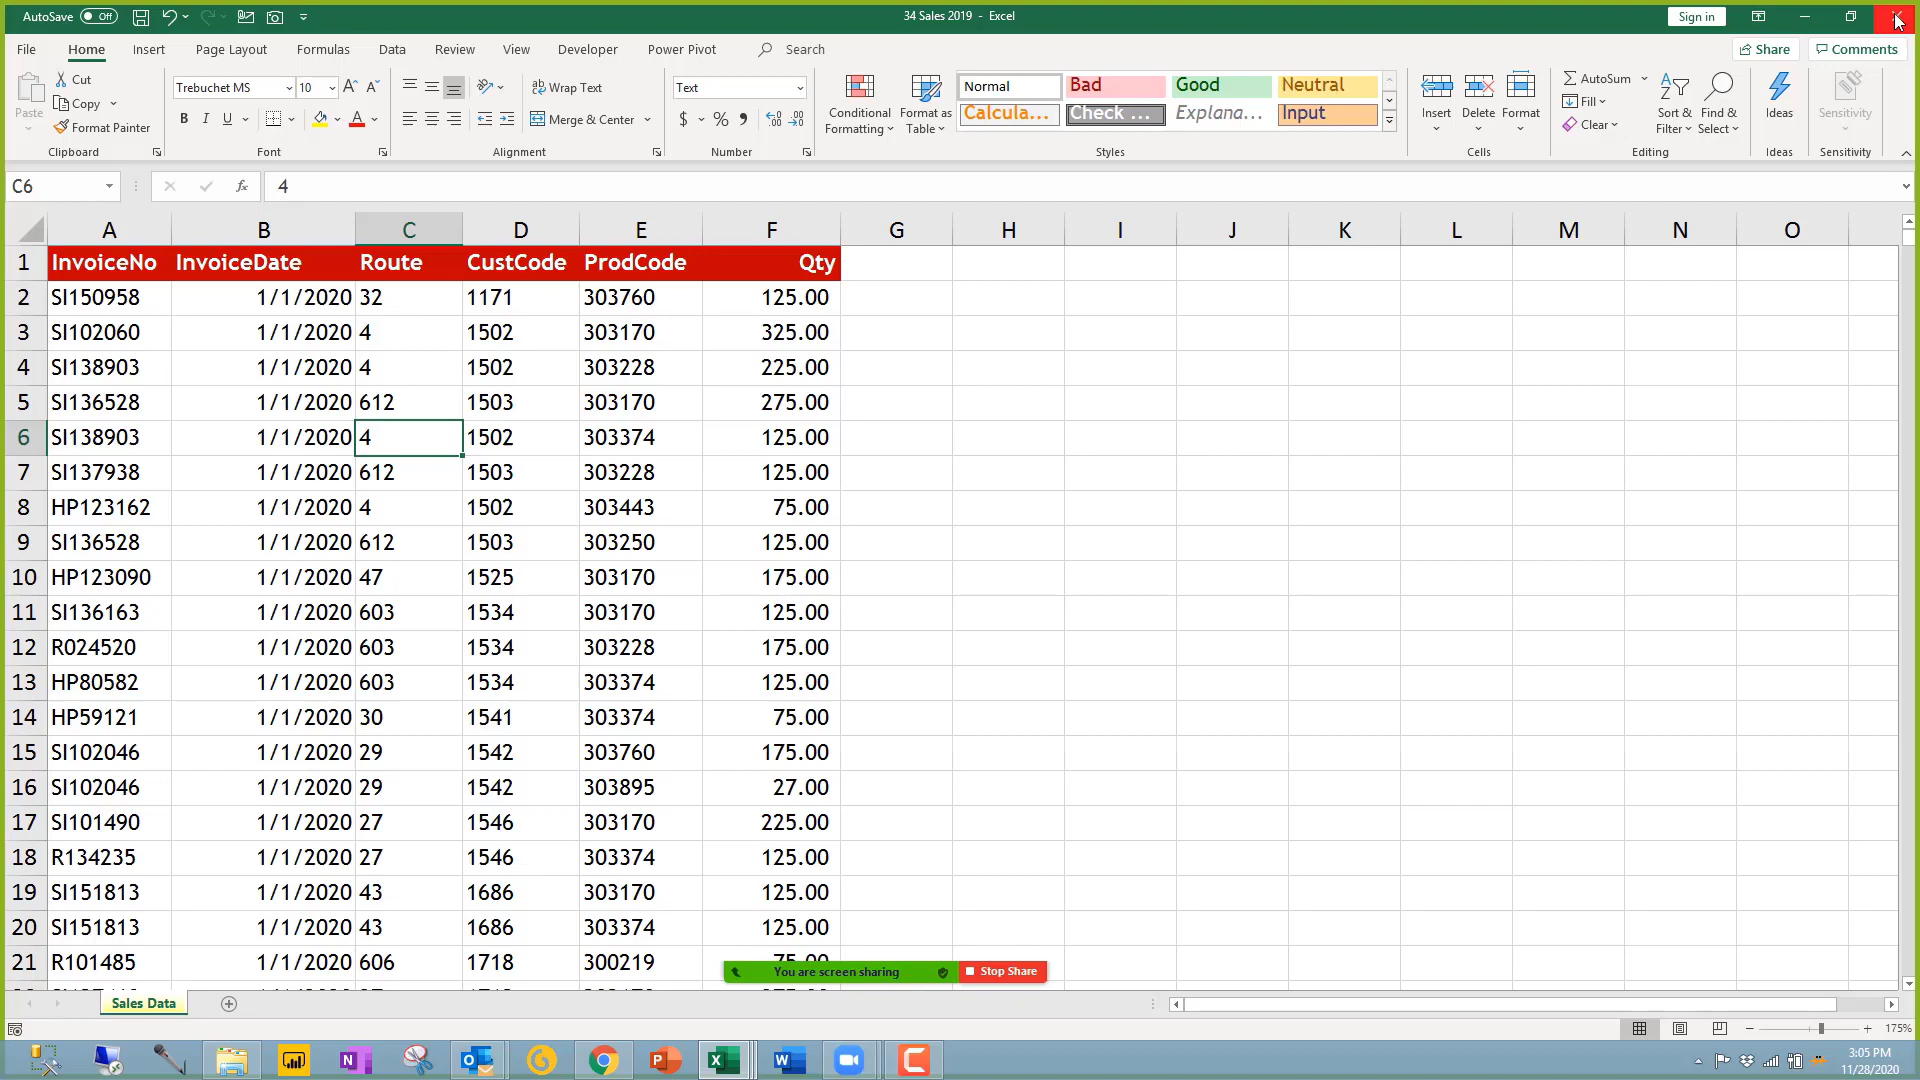 AutoSave Off 34 Sales 2019 - Excel Sign in
File Home Insert Page Layout Formulas Data Review View Developer Power Pivot Search Share Comments
Paste Cut Copy Format Painter Clipboard
Trebuchet MS 10 A A B I U A Font
Wrap Text Merge & Center Alignment
Text $ % Number
Conditional Formatting Format as Table Normal Bad Good Neutral Calcula... Check ... Explana... Input Styles
Insert Delete Format Cells
AutoSum Fill Clear Sort & Filter Find & Select Editing
Ideas Ideas Sensitivity Sensitivity
C6 fx 4
A B C D E F G H I J K L M N O
1 InvoiceNo InvoiceDate Route CustCode ProdCode Qty
2 SI150958 1/1/2020 32 1171 303760 125.00
3 SI102060 1/1/2020 4 1502 303170 325.00
4 SI138903 1/1/2020 4 1502 303228 225.00
5 SI136528 1/1/2020 612 1503 303170 275.00
6 SI138903 1/1/2020 4 1502 303374 125.00
7 SI137938 1/1/2020 612 1503 303228 125.00
8 HP123162 1/1/2020 4 1502 303443 75.00
9 SI136528 1/1/2020 612 1503 303250 125.00
10 HP123090 1/1/2020 47 1525 303170 175.00
11 SI136163 1/1/2020 603 1534 303170 125.00
12 R024520 1/1/2020 603 1534 303228 175.00
13 HP80582 1/1/2020 603 1534 303374 125.00
14 HP59121 1/1/2020 30 1541 303374 75.00
15 SI102046 1/1/2020 29 1542 303760 175.00
16 SI102046 1/1/2020 29 1542 303895 27.00
17 SI101490 1/1/2020 27 1546 303170 225.00
18 R134235 1/1/2020 27 1546 303374 125.00
19 SI151813 1/1/2020 43 1686 303170 125.00
20 SI151813 1/1/2020 43 1686 303374 125.00
21 R101485 1/1/2020 606 1718 300219 75.00
You are screen sharing Stop Share
Sales Data
175%
3:05 PM
11/28/2020